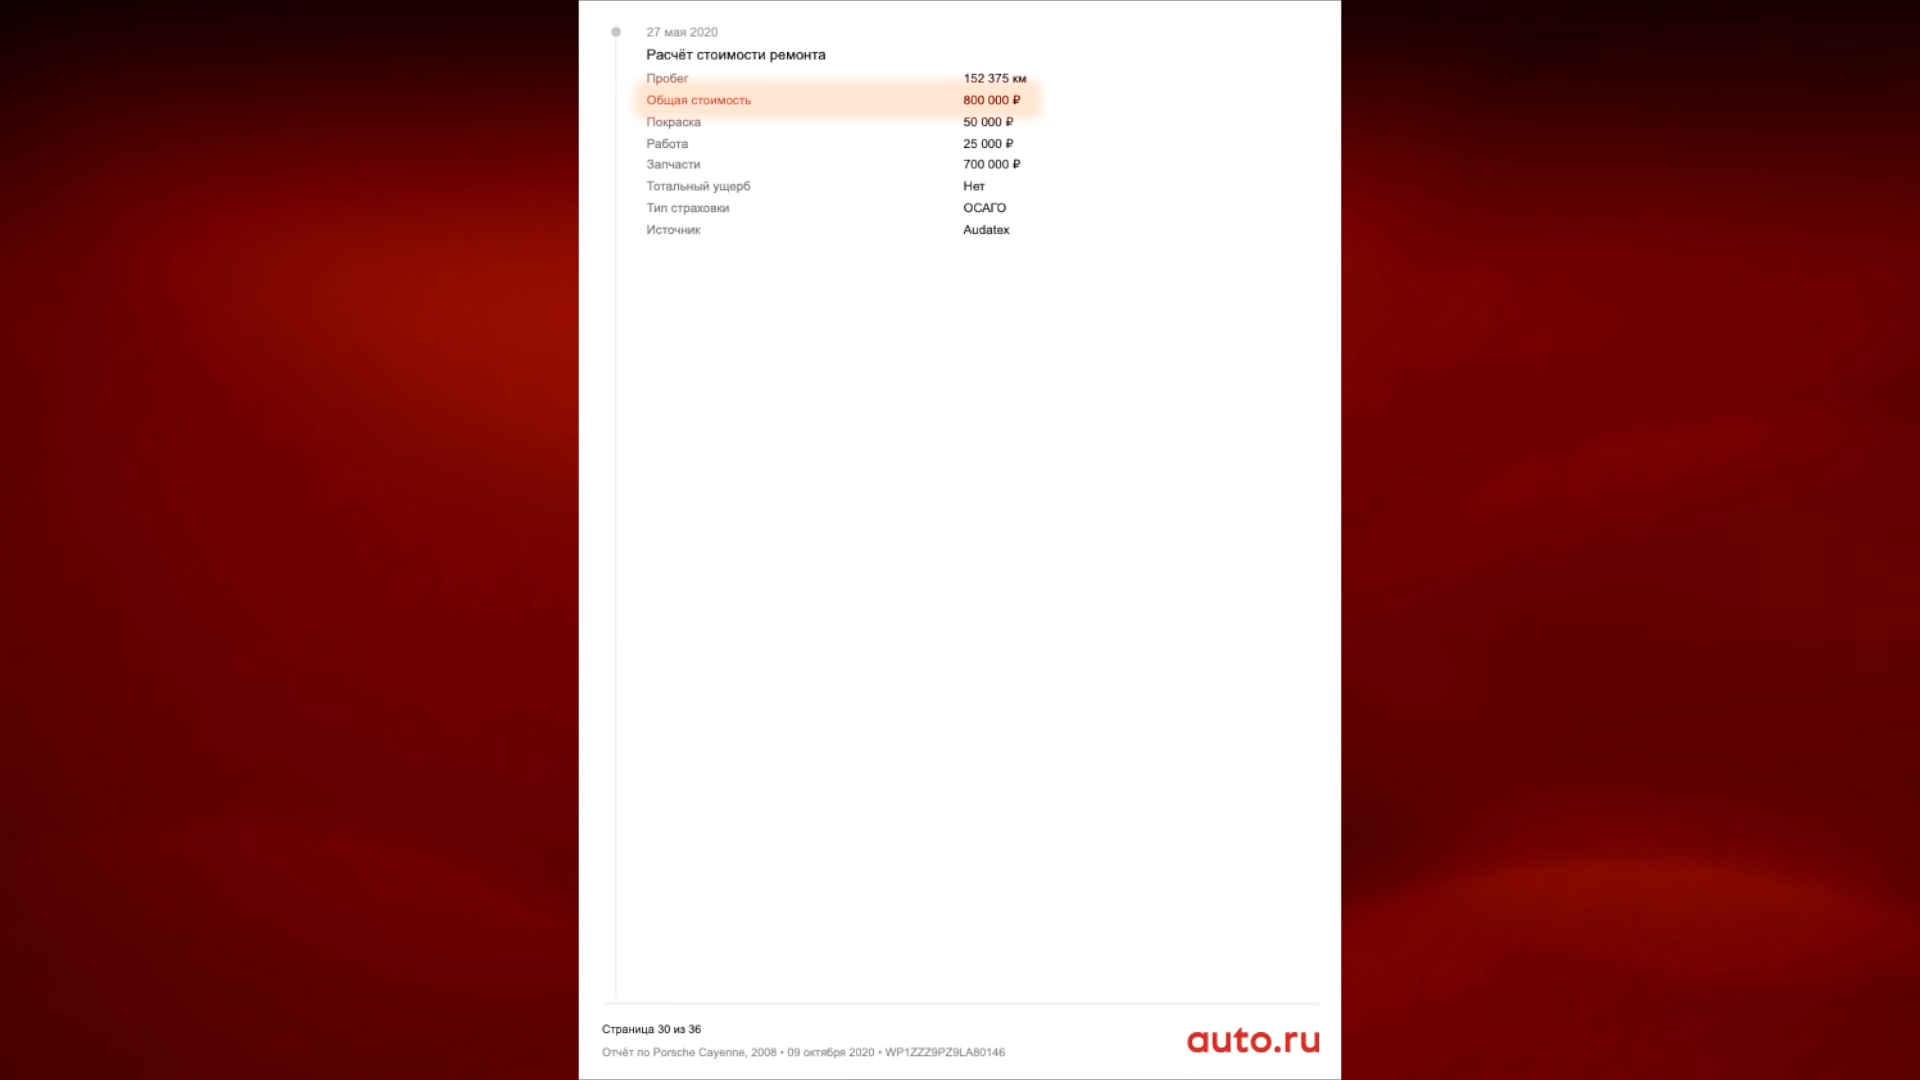 27 мая 2020
Расчёт стоимости ремонта
Пробег 152 375 км
Общая стоимость 800 000 ₽
Покраска 50 000 ₽
Работа 25 000 ₽
Запчасти 700 000 ₽
Тотальный ущерб Нет
Тип страховки ОСАГО
Источник Audatex
Страница 30 из 36
Отчёт по Porsche Cayenne, 2008 • 09 октября 2020 • WP1ZZZ9PZ9LA80146
auto.ru